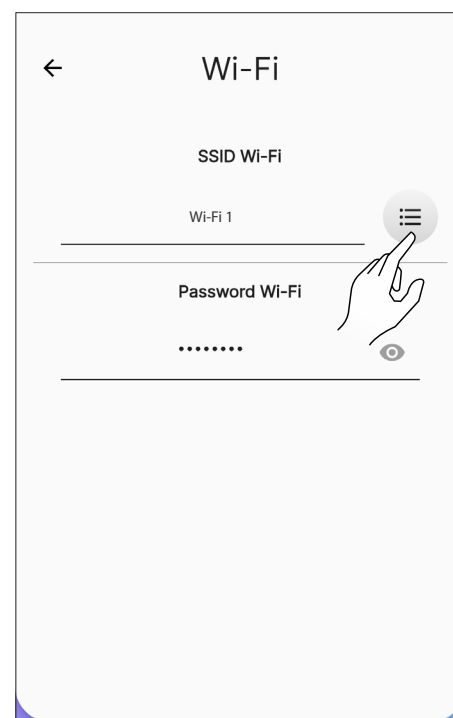 Wi-Fi
SSID Wi-Fi
Wi-Fi 1
Password Wi-Fi
••••••••